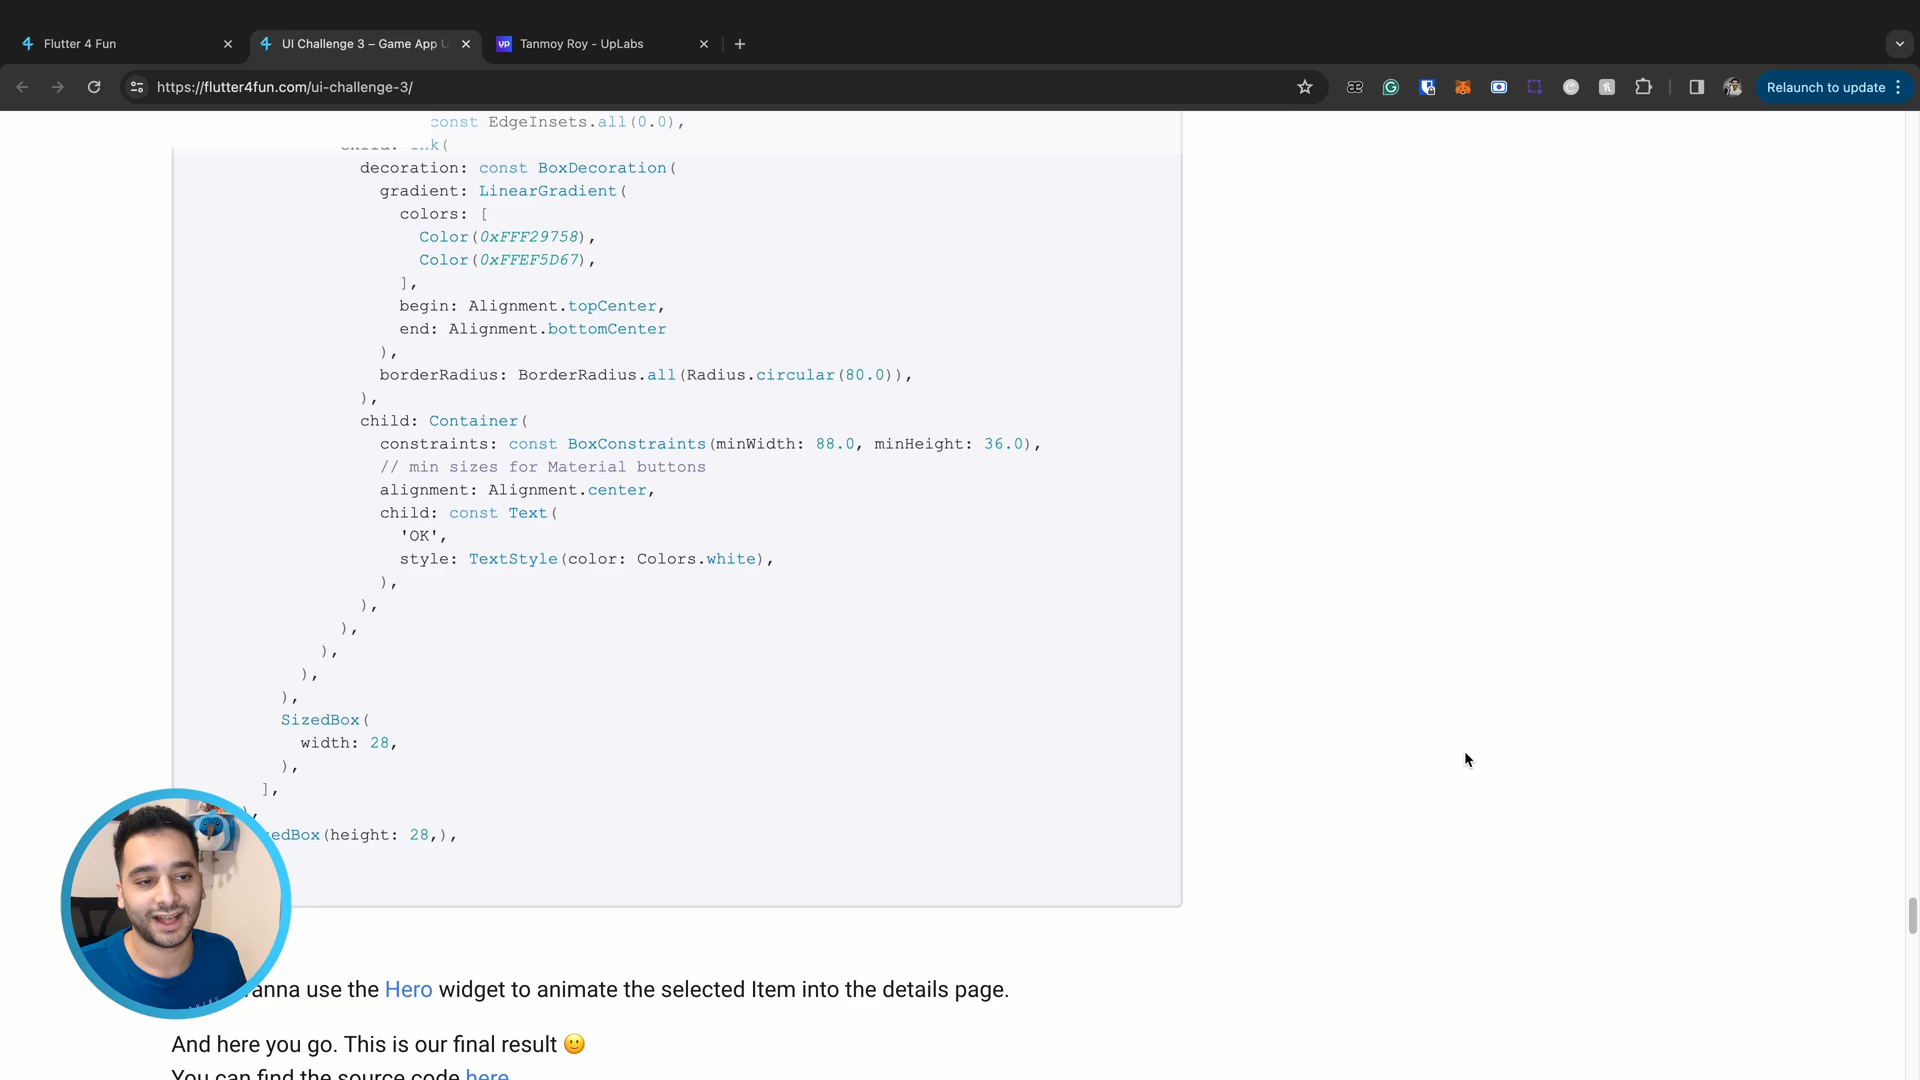 Flutter 4 Fun
UI Challenge 3 – Game App U
Tanmoy Roy - UpLabs
https://flutter4fun.com/ui-challenge-3/
Relaunch to update
const EdgeInsets.all(0.0),
child: Ink(
decoration: const BoxDecoration(
gradient: LinearGradient(
colors: [
Color(0xFFF29758),
Color(0xFFEF5D67),
],
begin: Alignment.topCenter,
end: Alignment.bottomCenter
),
borderRadius: BorderRadius.all(Radius.circular(80.0)),
),
child: Container(
constraints: const BoxConstraints(minWidth: 88.0, minHeight: 36.0),
// min sizes for Material buttons
alignment: Alignment.center,
child: const Text(
'OK',
style: TextStyle(color: Colors.white),
),
),
),
),
),
),
SizedBox(
width: 28,
),
],
),
edBox(height: 28,),
anna use the Hero widget to animate the selected Item into the details page.
And here you go. This is our final result 🙂
You can find the source code here